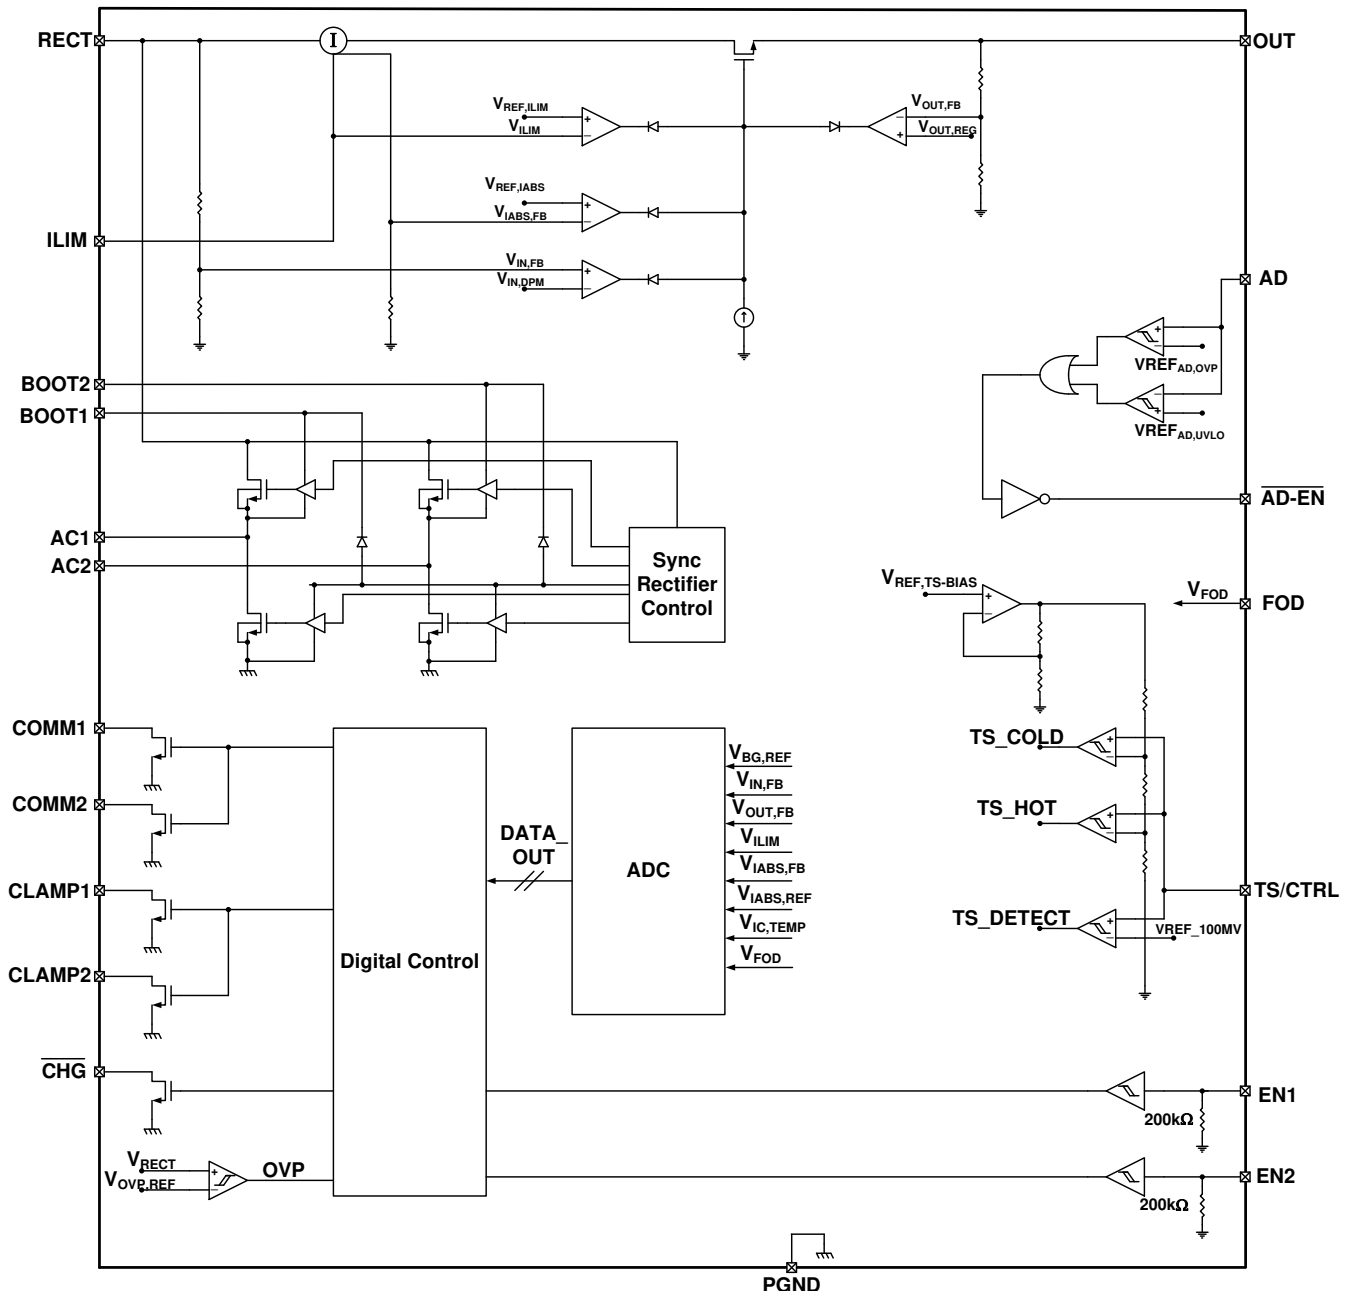 RECT
I
OUT
VREF,ILIM
VILIM
VOUT,FB
VOUT,REG
VREF,IABS
VIABS,FB
ILIM
VIN,FB
VIN,DPM
AD
VREFAD,OVP
VREFAD,UVLO
BOOT2
BOOT1
AD-EN
AC1
AC2
Sync
Rectifier
Control
VREF,TS-BIAS
VFOD
FOD
COMM1
COMM2
CLAMP1
CLAMP2
CHG
Digital Control
DATA_
OUT
ADC
VBG,REF
VIN,FB
VOUT,FB
VILIM
VIABS,FB
VIABS,REF
VIC,TEMP
VFOD
TS_COLD
TS_HOT
TS_DETECT
VREF_100MV
TS/CTRL
EN1
200kΩ
EN2
200kΩ
VRECT
VOVP,REF
OVP
PGND